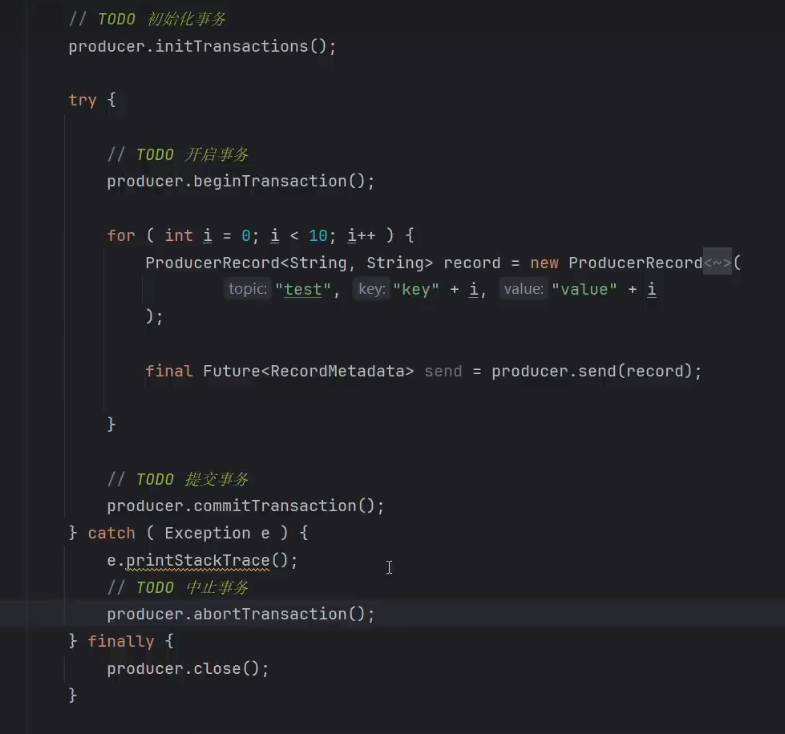 // TODO 初始化事务
producer.initTransactions();
try {
// TODO 开启事务
producer.beginTransaction();
for ( int i = 0; i < 10; i++ ) {
ProducerRecord<String, String> record = new ProducerRecord<~>(
topic: "test", key: "key" + i, value: "value" + i
);
final Future<RecordMetadata> send = producer.send(record);
}
// TODO 提交事务
producer.commitTransaction();
} catch ( Exception e ) {
e.printStackTrace();
// TODO 中止事务
producer.abortTransaction();
} finally {
producer.close();
}